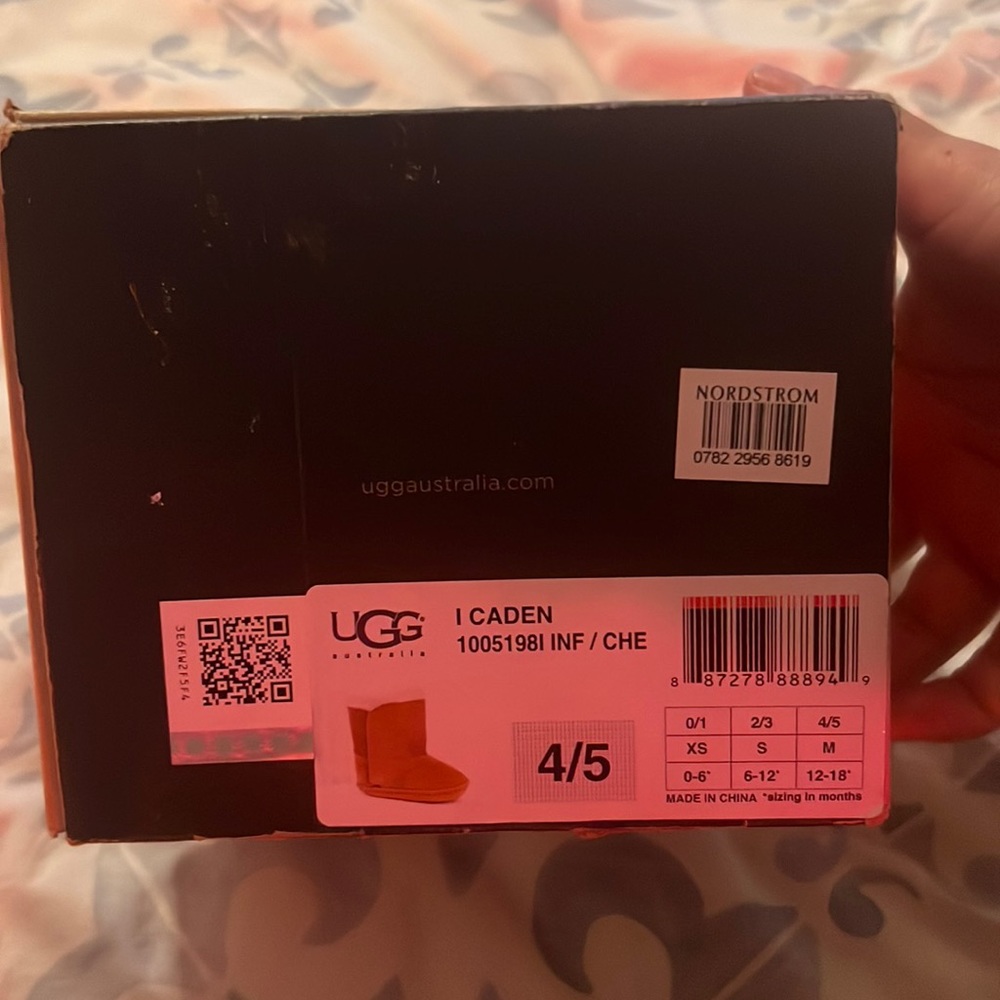 NORDSTROM
0782 2956 8619
uggaustralia.com
3E6FW2F5F4
UGG
australia
I CADEN
1005198I INF / CHE
8 87278 88894 9
4/5
0/1 2/3 4/5
XS S M
0-6* 6-12* 12-18*
MADE IN CHINA *sizing in months